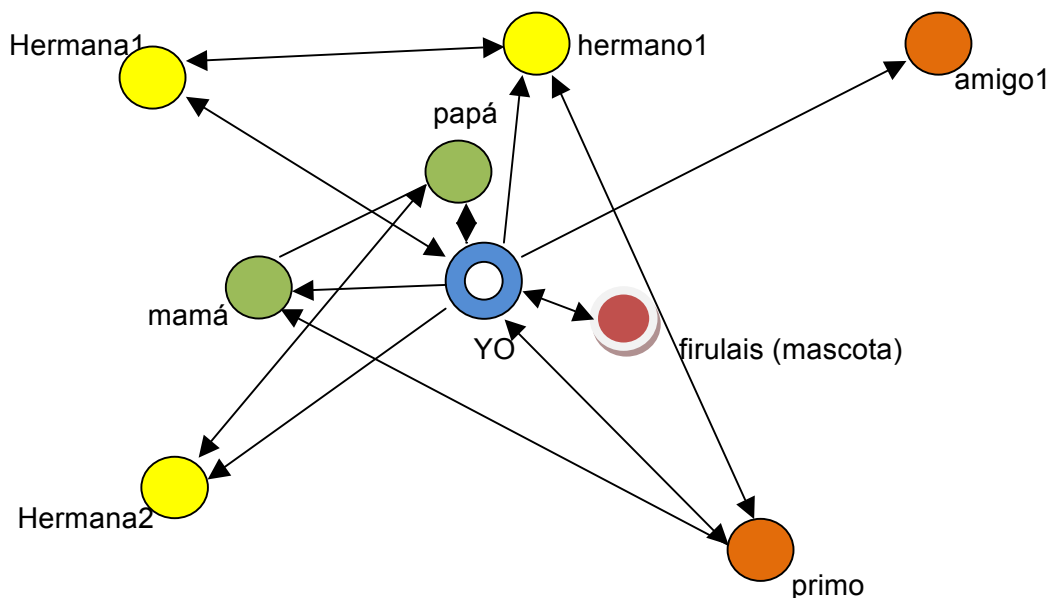 Hermana1
hermano1
amigo1
papá
mamá
YO
firulais (mascota)
Hermana2
primo